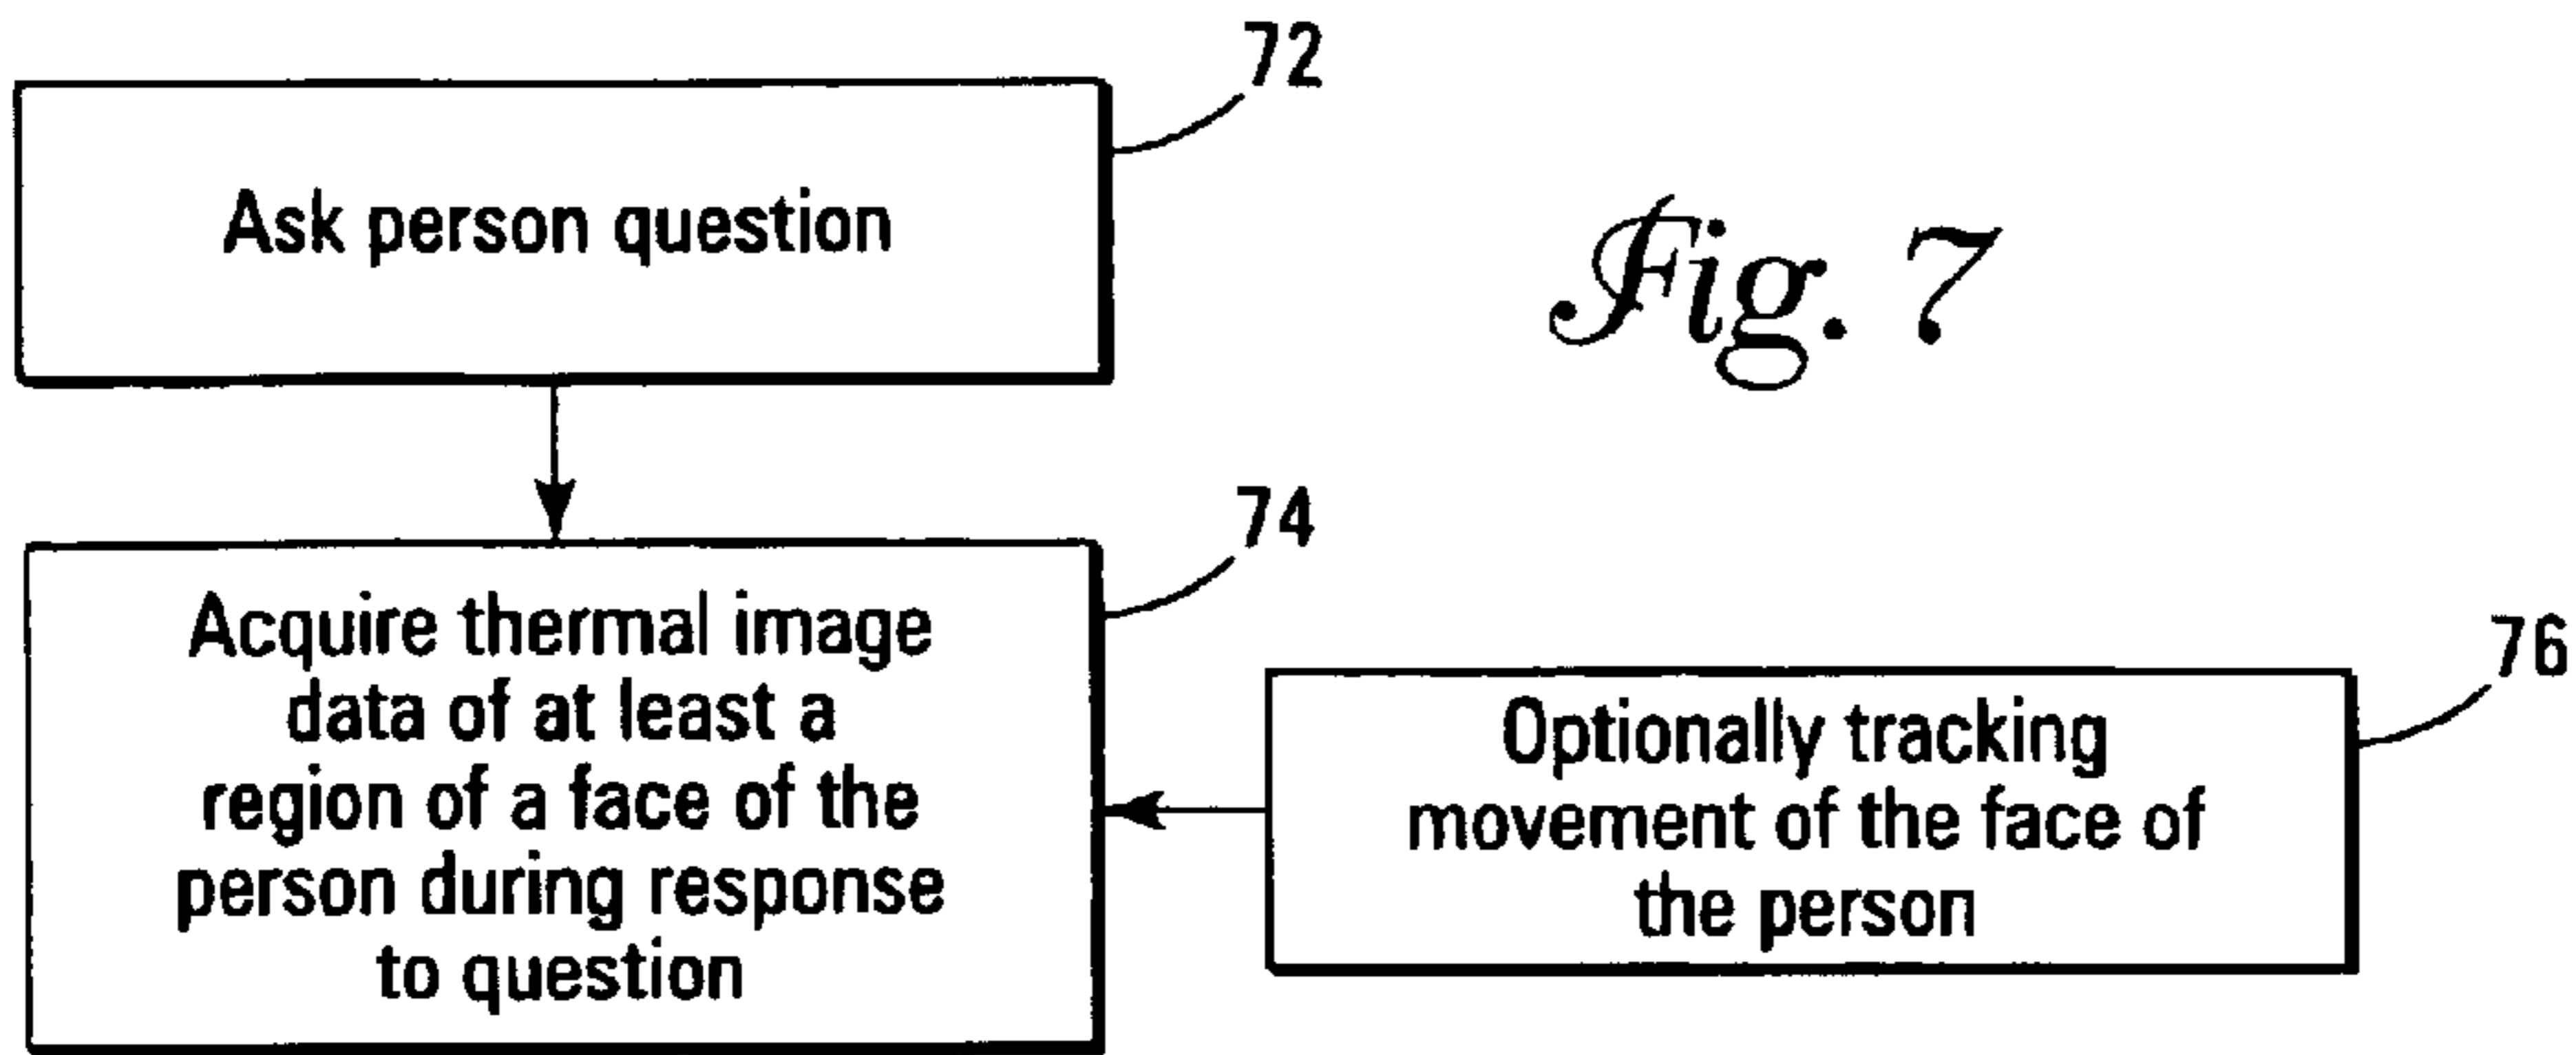 72
Ask person question
Fig. 7
74
Acquire thermal image
data of at least a
region of a face of the
person during response
to question
76
Optionally tracking
movement of the face of
the person